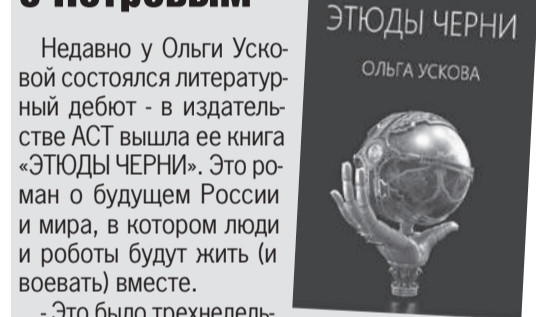 с Петровым
Недавно у Ольги Уско-
вой состоялся литератур-
ный дебют - в издатель-
стве АСТ вышла ее книга
«ЭТЮДЫ ЧЕРНИ». Это ро-
ман о будущем России
и мира, в котором люди
и роботы будут жить (и
воевать) вместе.
- Это было трехнедель-
ЭТЮДЫ ЧЕРНИ
ОЛЬГА УСКОВА